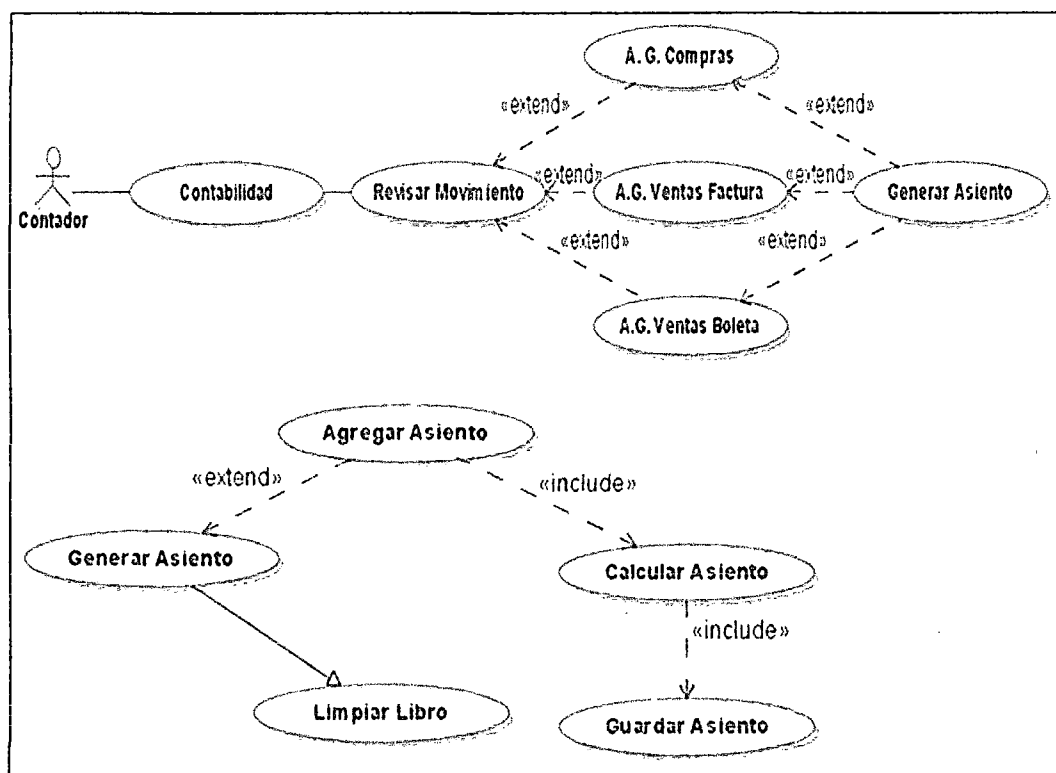 A. G. Compras
«extend»
«extend»
Contador
Contabilidad
Revisar Movimiento
«extend»
A.G. Ventas Factura
«extend»
Generar Asiento
«extend»
«extend»
A.G. Ventas Boleta
Agregar Asiento
«extend»
«include»
Generar Asiento
Calcular Asiento
«include»
Limpiar Libro
Guardar Asiento